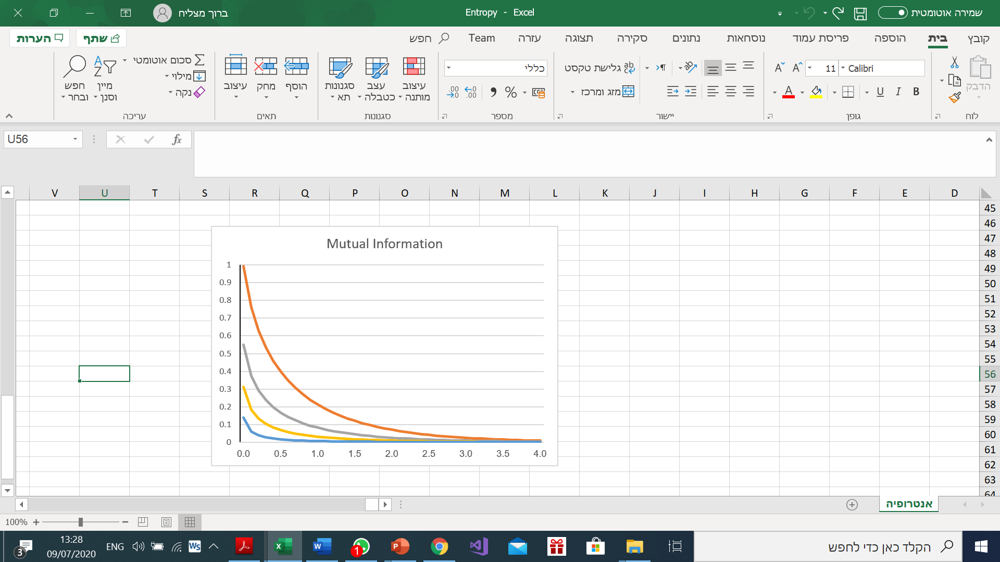 ברוך מצליח
Entropy - Excel
שמירה אוטומטית
קובץ בית הוספה פריסת עמוד נוסחאות נתונים סקירה תצוגה עזרה Team חפש
שתף הערות
הדבק
לוח
Calibri 11
B I U
גופן
גלישת טקסט
מזג ומרכז
יישור
כללי
מספר
עיצוב מותנה
עצב כטבלה
סגנונות תא
סגנונות
הוסף מחק עיצוב
תאים
סכום אוטומטי
מילוי
נקה
מיין וסנן
חפש ובחר
עריכה
U56
fx
V U T S R Q P O N M L K J I H G F E D
45
46
47
48
49
50
51
52
53
54
55
56
57
58
59
60
61
62
63
64
Mutual Information
1
0.9
0.8
0.7
0.6
0.5
0.4
0.3
0.2
0.1
0
0.0 0.5 1.0 1.5 2.0 2.5 3.0 3.5 4.0
אנטרופיה
100%
הקלד כאן כדי לחפש
ENG
13:28
09/07/2020
3
1